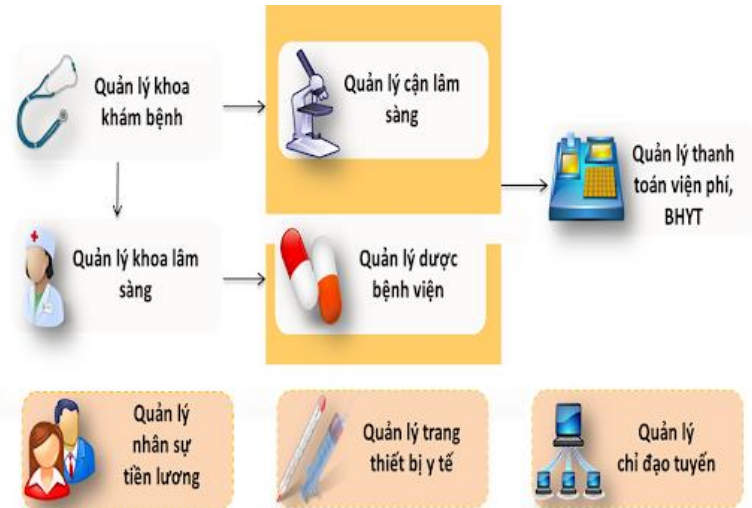 Quản lý khoa
khám bệnh
Quản lý cận lâm
sàng
Quản lý thanh
toán viện phí,
BHYT
Quản lý khoa lâm
sàng
Quản lý dược
bệnh viện
Quản lý
nhân sự
tiền lương
Quản lý trang
thiết bị y tế
Quản lý
chỉ đạo tuyến